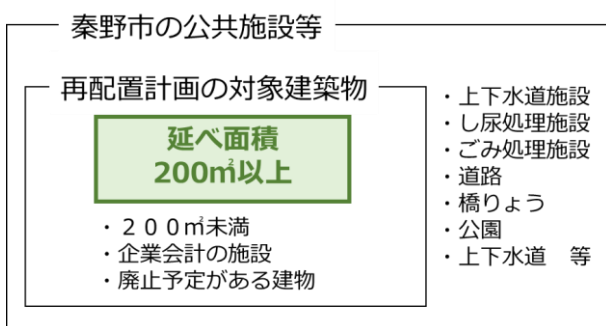 秦野市の公共施設等
再配置計画の対象建築物
延べ面積
200㎡以上
・２００㎡未満
・企業会計の施設
・廃止予定がある建物
・上下水道施設
・し尿処理施設
・ごみ処理施設
・道路
・橋りょう
・公園
・上下水道　等